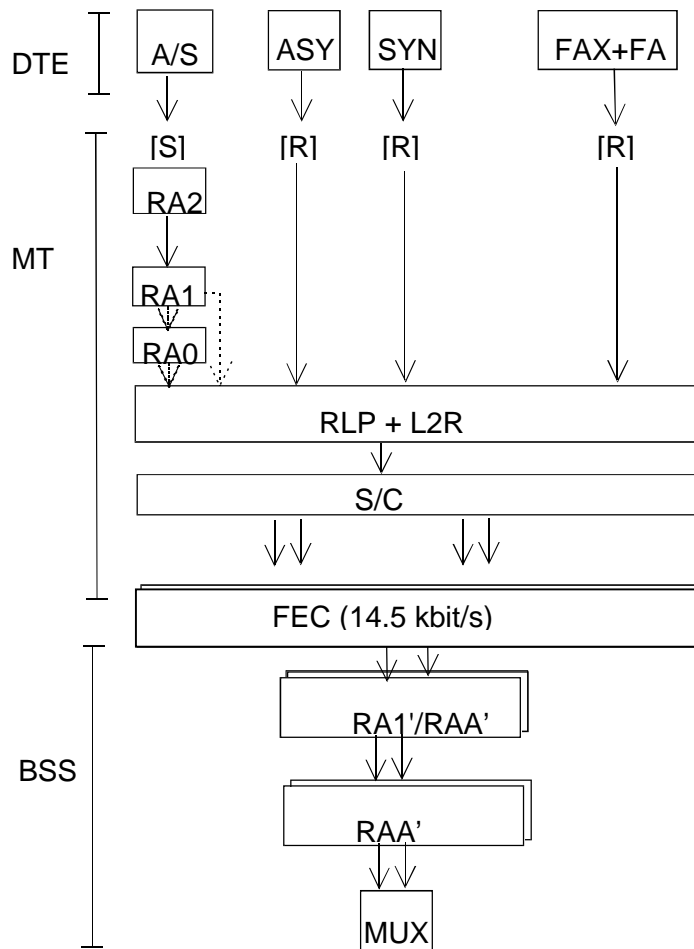 DTE
A/S
ASY
SYN
FAX+FA
[S]
[R]
[R]
[R]
MT
RA2
RA1
RA0
RLP + L2R
S/C
FEC (14.5 kbit/s)
BSS
RA1'/RAA’
RAA’
MUX